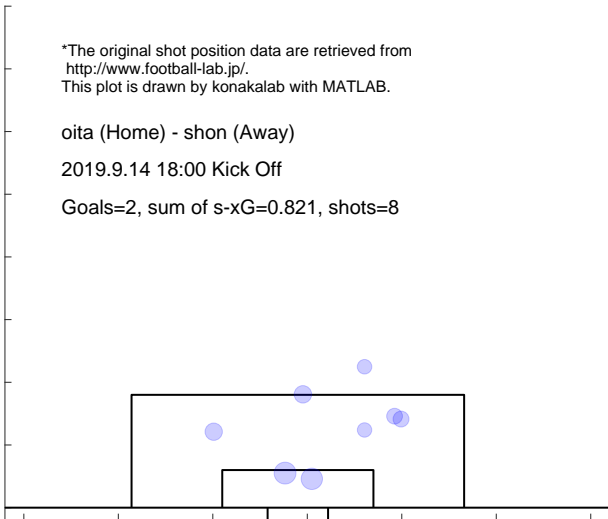 *The original shot position data are retrieved from
http://www.football-lab.jp/.
This plot is drawn by konakalab with MATLAB.
oita (Home) - shon (Away)
2019.9.14 18:00 Kick Off
Goals=2, sum of s-xG=0.821, shots=8